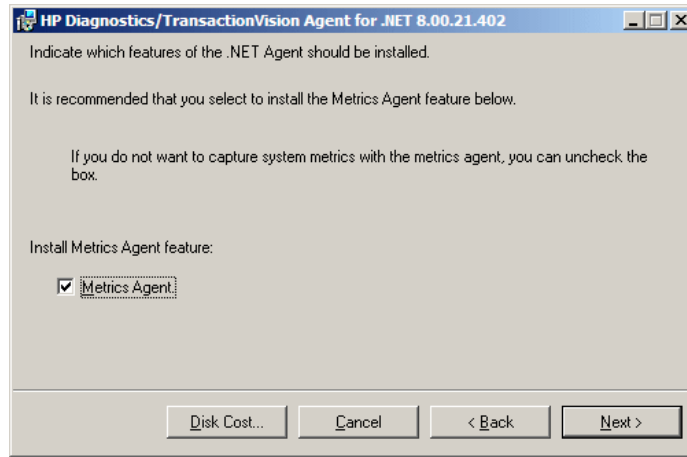 HP Diagnostics/TransactionVision Agent for .NET 8.00.21.402
Indicate which features of the .NET Agent should be installed.
It is recommended that you select to install the Metrics Agent feature below.
If you do not want to capture system metrics with the metrics agent, you can uncheck the
box.
Install Metrics Agent feature:
Metrics Agent.
Disk Cost... Cancel < Back Next >